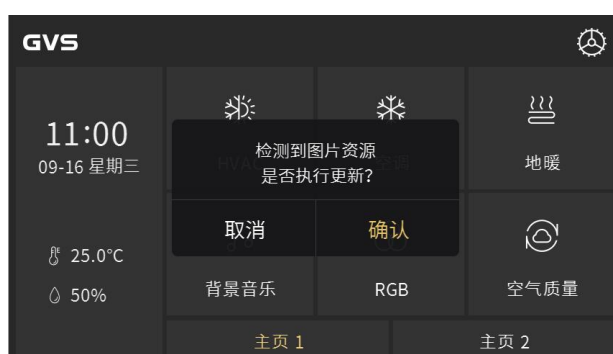 GVS
11:00
09-16 星期三
25.0°C
50%
HVA
调
地暖
检测到图片资源
是否执行更新?
取消
确认
背景音乐
RGB
空气质量
主页 1
主页 2